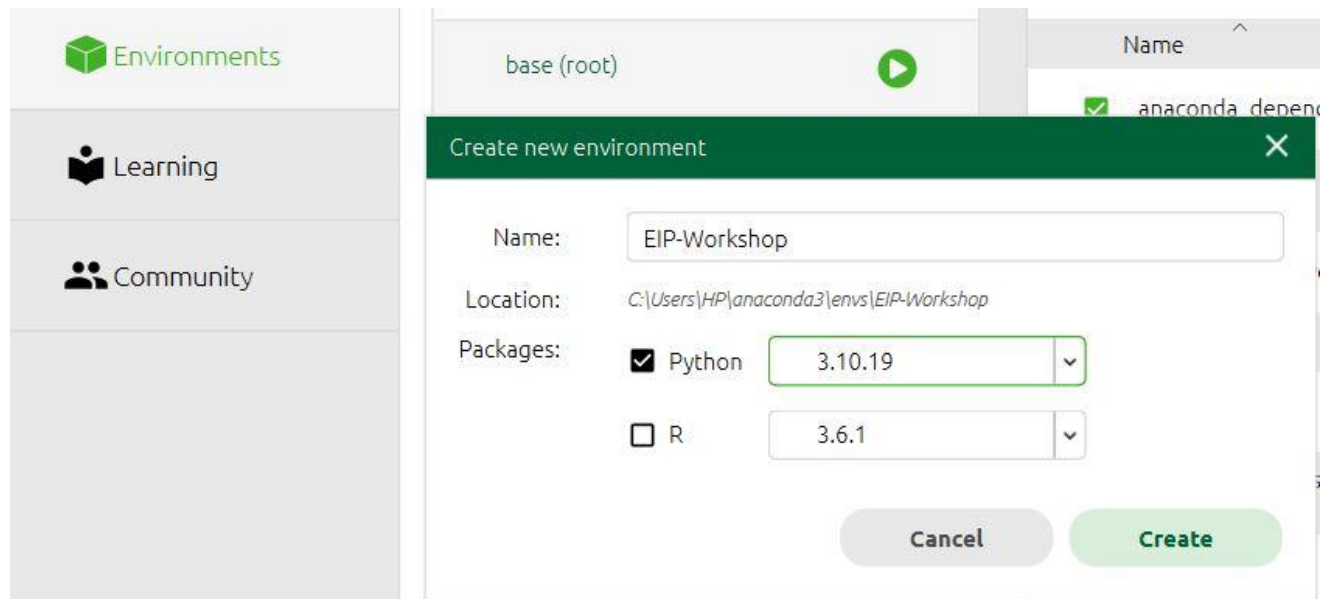 Environments
Learning
Community
base (root)
Name
anaconda_depend
Create new environment
Name:
EIP-Workshop
Location:
C:\Users\HP\anaconda3\envs\EIP-Workshop
Packages:
Python
3.10.19
R
3.6.1
Cancel
Create